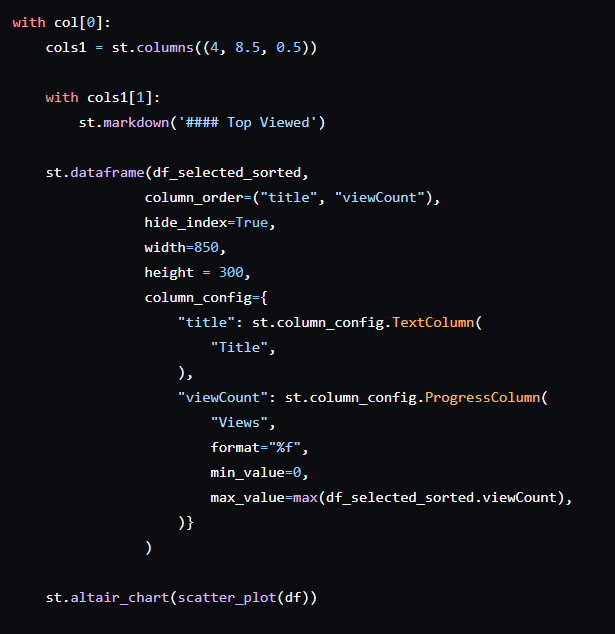 with col[0]:
    cols1 = st.columns((4, 8.5, 0.5))

    with cols1[1]:
        st.markdown('#### Top Viewed')

    st.dataframe(df_selected_sorted,
                column_order=("title", "viewCount"),
                hide_index=True,
                width=850,
                height = 300,
                column_config={
                    "title": st.column_config.TextColumn(
                        "Title",
                    ),
                    "viewCount": st.column_config.ProgressColumn(
                        "Views",
                        format="%f",
                        min_value=0,
                        max_value=max(df_selected_sorted.viewCount),
                    )}
                )

    st.altair_chart(scatter_plot(df))